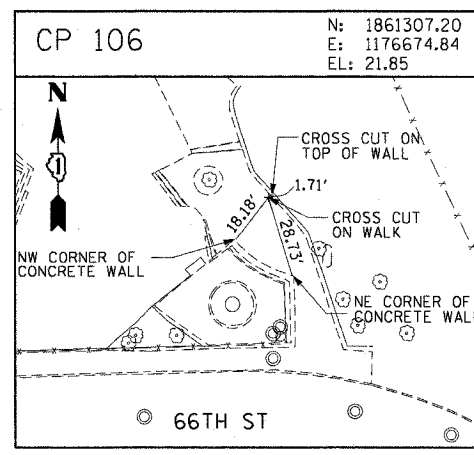 CP 106
N: 1861307.20
E: 1176674.84
EL: 21.85
N
1
CROSS CUT ON
TOP OF WALL
1.71'
18.18'
CROSS CUT
ON WALK
28.73'
NW CORNER OF
CONCRETE WALL
NE CORNER OF
CONCRETE WAL
66TH ST